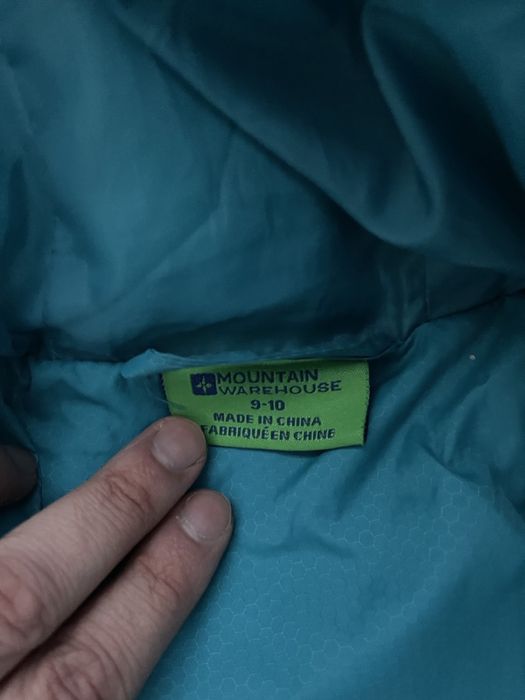 MOUNTAIN
WAREHOUSE
9-10
MADE IN CHINA
FABRIQUÉ EN CHINE